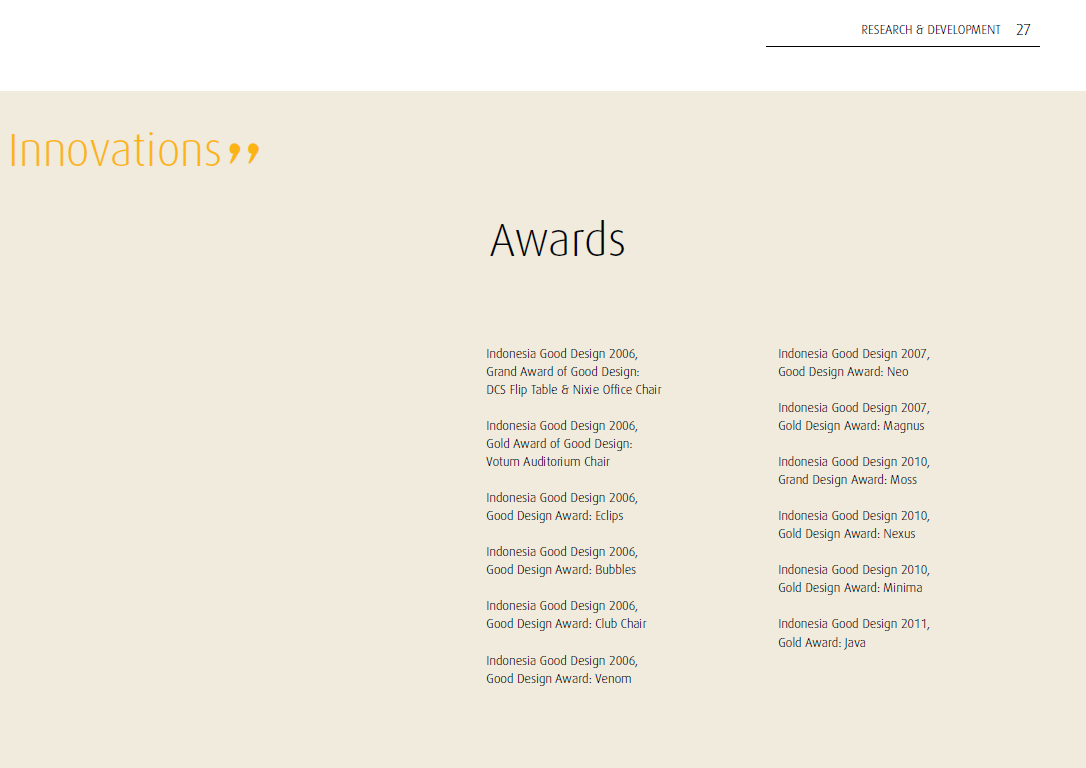 RESEARCH & DEVELOPMENT 27
Innovations”
Awards
Indonesia Good Design 2006,
Grand Award of Good Design:
DCS Flip Table & Nixie Office Chair
Indonesia Good Design 2006,
Gold Award of Good Design:
Votum Auditorium Chair
Indonesia Good Design 2006,
Good Design Award: Eclips
Indonesia Good Design 2006,
Good Design Award: Bubbles
Indonesia Good Design 2006,
Good Design Award: Club Chair
Indonesia Good Design 2006,
Good Design Award: Venom
Indonesia Good Design 2007,
Good Design Award: Neo
Indonesia Good Design 2007,
Gold Design Award: Magnus
Indonesia Good Design 2010,
Grand Design Award: Moss
Indonesia Good Design 2010,
Gold Design Award: Nexus
Indonesia Good Design 2010,
Gold Design Award: Minima
Indonesia Good Design 2011,
Gold Award: Java